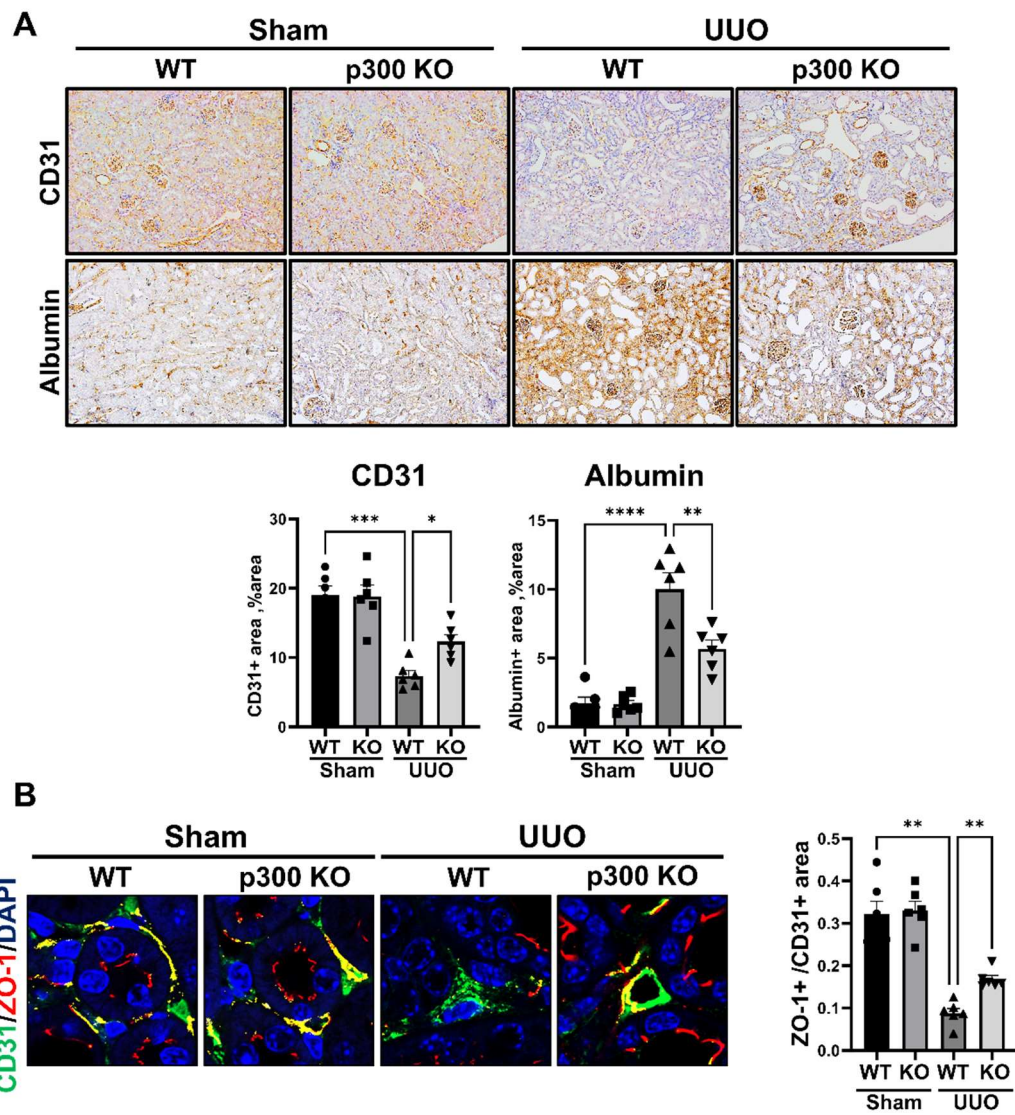 A
Sham UUO
WT p300 KO WT p300 KO
CD31
Albumin
CD31
CD31+ area ,%area
30
20
10
0
*** *
WT KO WT KO
Sham UUO
Albumin
Albumin+ area ,%area
15
10
5
0
**** **
WT KO WT KO
Sham UUO
B
Sham UUO
WT p300 KO WT p300 KO
CD31/ZO-1/DAPI
ZO-1+ /CD31+ area
0.5
0.4
0.3
0.2
0.1
0.0
** **
WT KO WT KO
Sham UUO